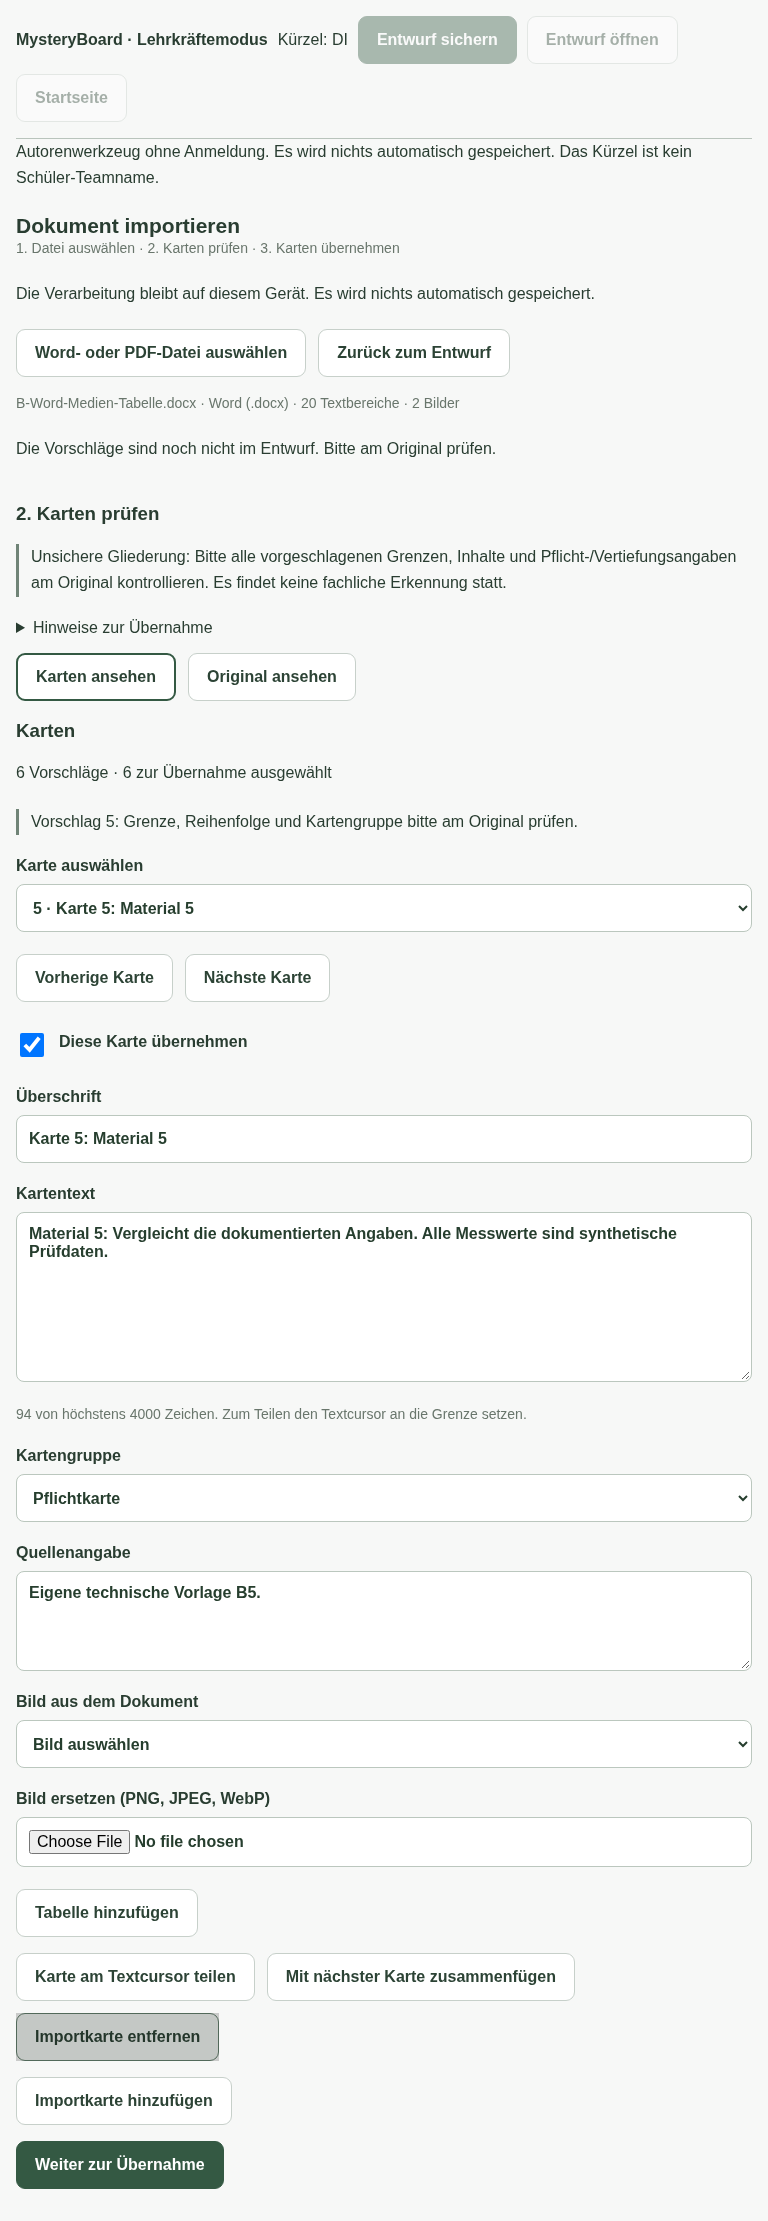 MysteryBoard · Lehrkräftemodus Kürzel: DI Entwurf sichern Entwurf öffnen
Startseite
Autorenwerkzeug ohne Anmeldung. Es wird nichts automatisch gespeichert. Das Kürzel ist kein
Schüler-Teamname.
Dokument importieren
1. Datei auswählen · 2. Karten prüfen · 3. Karten übernehmen
Die Verarbeitung bleibt auf diesem Gerät. Es wird nichts automatisch gespeichert.
Word- oder PDF-Datei auswählen Zurück zum Entwurf
B-Word-Medien-Tabelle.docx · Word (.docx) · 20 Textbereiche · 2 Bilder
Die Vorschläge sind noch nicht im Entwurf. Bitte am Original prüfen.
2. Karten prüfen
Unsichere Gliederung: Bitte alle vorgeschlagenen Grenzen, Inhalte und Pflicht-/Vertiefungsangaben
am Original kontrollieren. Es findet keine fachliche Erkennung statt.
Hinweise zur Übernahme
Karten ansehen Original ansehen
Karten
6 Vorschläge · 6 zur Übernahme ausgewählt
Vorschlag 5: Grenze, Reihenfolge und Kartengruppe bitte am Original prüfen.
Karte auswählen
5 · Karte 5: Material 5
Vorherige Karte Nächste Karte
Diese Karte übernehmen
Überschrift
Karte 5: Material 5
Kartentext
Material 5: Vergleicht die dokumentierten Angaben. Alle Messwerte sind synthetische
Prüfdaten.
94 von höchstens 4000 Zeichen. Zum Teilen den Textcursor an die Grenze setzen.
Kartengruppe
Pflichtkarte
Quellenangabe
Eigene technische Vorlage B5.
Bild aus dem Dokument
Bild auswählen
Bild ersetzen (PNG, JPEG, WebP)
Choose File No file chosen
Tabelle hinzufügen
Karte am Textcursor teilen Mit nächster Karte zusammenfügen
Importkarte entfernen
Importkarte hinzufügen
Weiter zur Übernahme